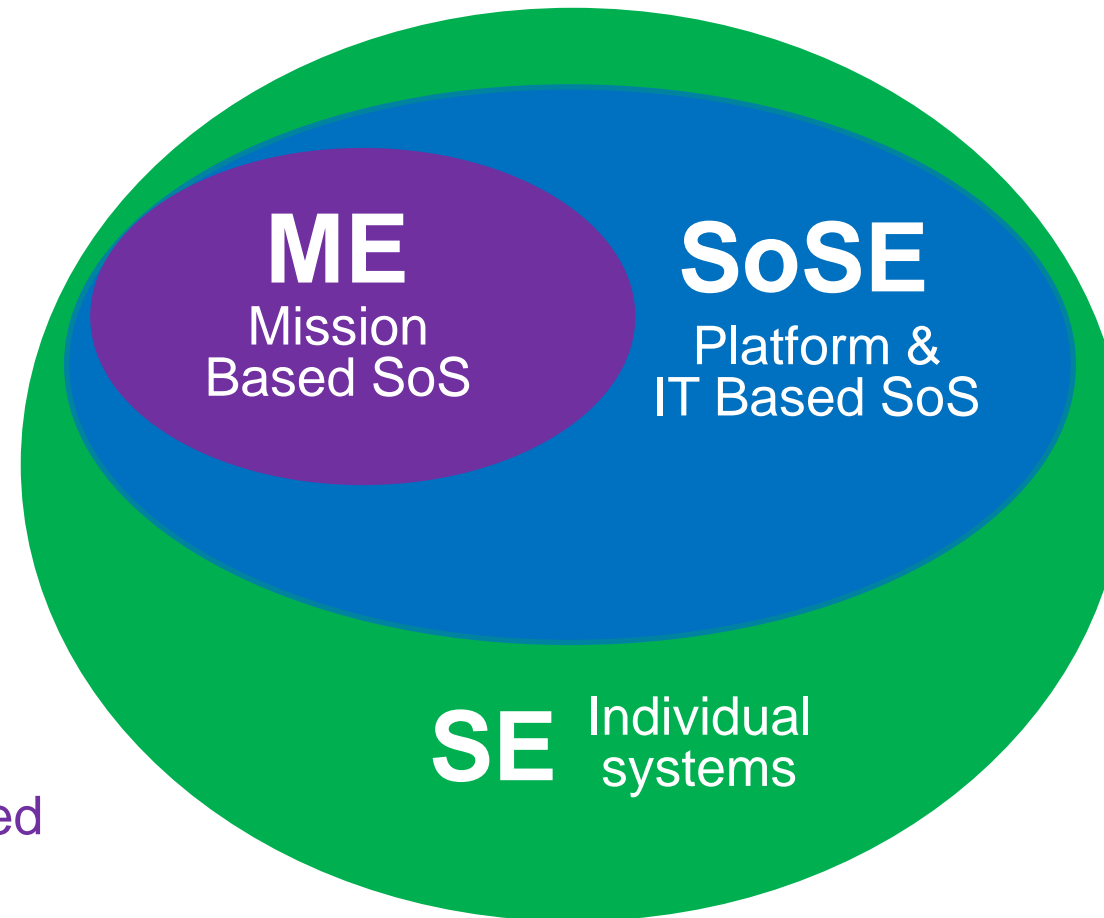 ME
Mission
Based SoS
SoSE
Platform &
IT Based SoS
SE
Individual
systems
ed